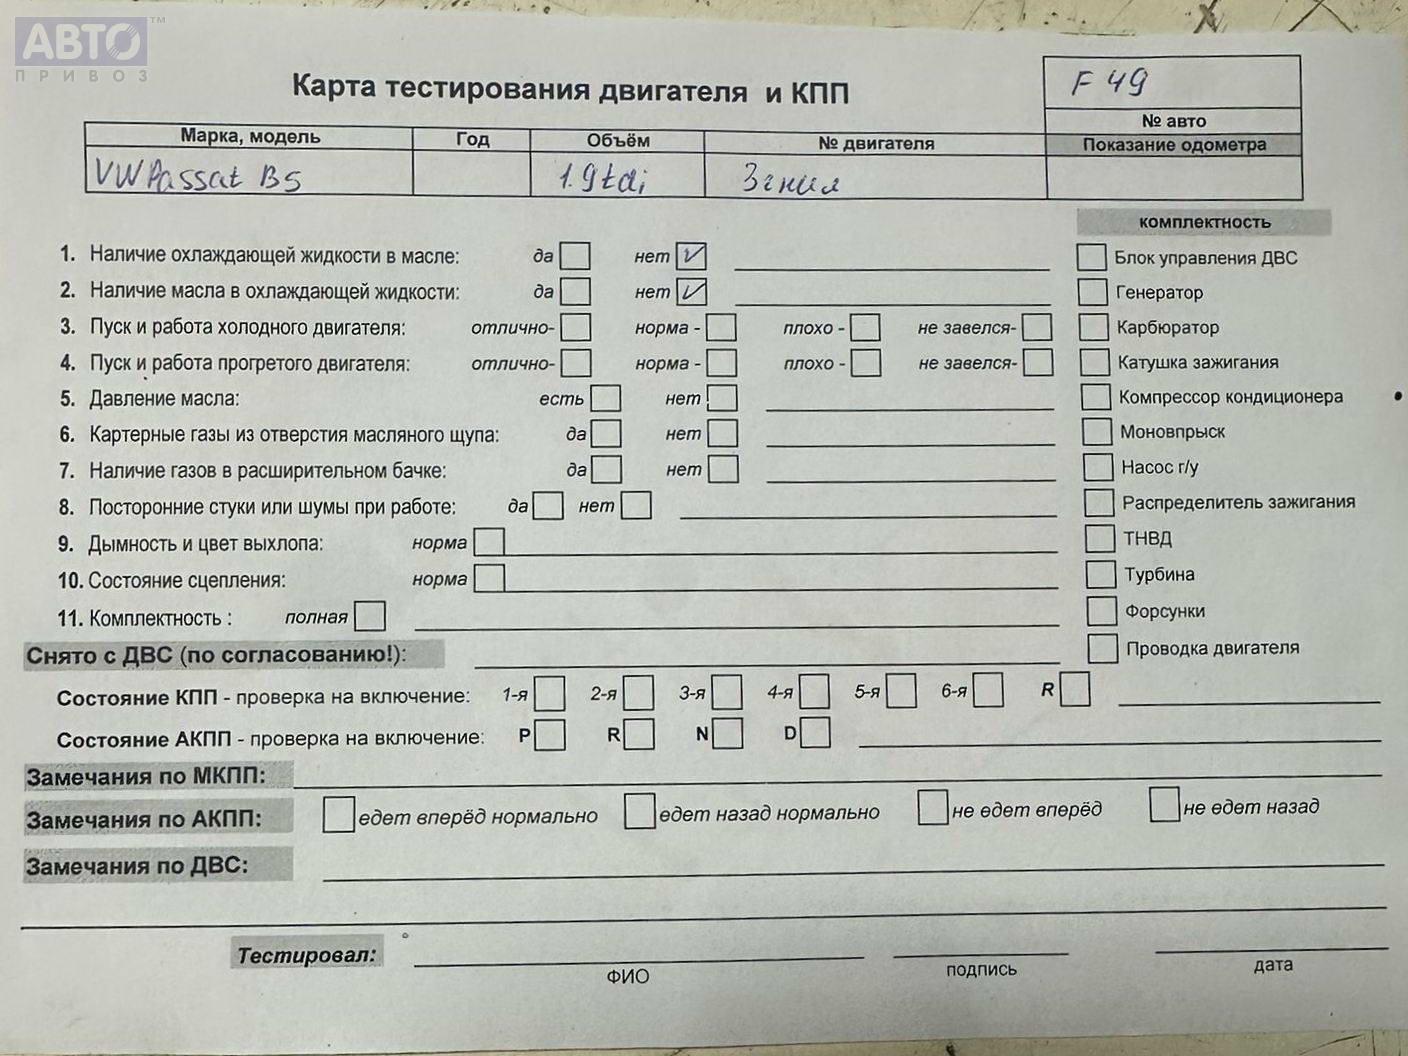 АВТО™
ПРИВОЗ
Карта тестирования двигателя и КПП
F 49
№ авто
Марка, модель Год Объём № двигателя Показание одометра
VW Passat B5 1.9tdi Згнил
комплектность
1. Наличие охлаждающей жидкости в масле: да нет V
Блок управления ДВС
2. Наличие масла в охлаждающей жидкости: да нет V
Генератор
3. Пуск и работа холодного двигателя: отлично- норма - плохо - не завелся-
Карбюратор
4. Пуск и работа прогретого двигателя: отлично- норма - плохо - не завелся-
Катушка зажигания
5. Давление масла: есть нет
Компрессор кондиционера
6. Картерные газы из отверстия масляного щупа: да нет
Моновпрыск
7. Наличие газов в расширительном бачке: да нет
Насос г/у
8. Посторонние стуки или шумы при работе: да нет
Распределитель зажигания
9. Дымность и цвет выхлопа: норма
ТНВД
10. Состояние сцепления: норма
Турбина
11. Комплектность : полная
Форсунки
Снято с ДВС (по согласованию!):
Проводка двигателя
Состояние КПП - проверка на включение: 1-я 2-я 3-я 4-я 5-я 6-я R
Состояние АКПП - проверка на включение: P R N D
Замечания по МКПП:
Замечания по АКПП: едет вперёд нормально едет назад нормально не едет вперёд не едет назад
Замечания по ДВС:
Тестировал:
ФИО подпись дата